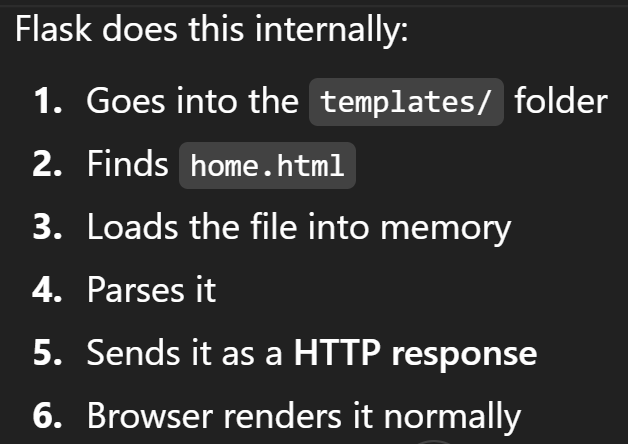 Flask does this internally:
1. Goes into the templates/ folder
2. Finds home.html
3. Loads the file into memory
4. Parses it
5. Sends it as a HTTP response
6. Browser renders it normally